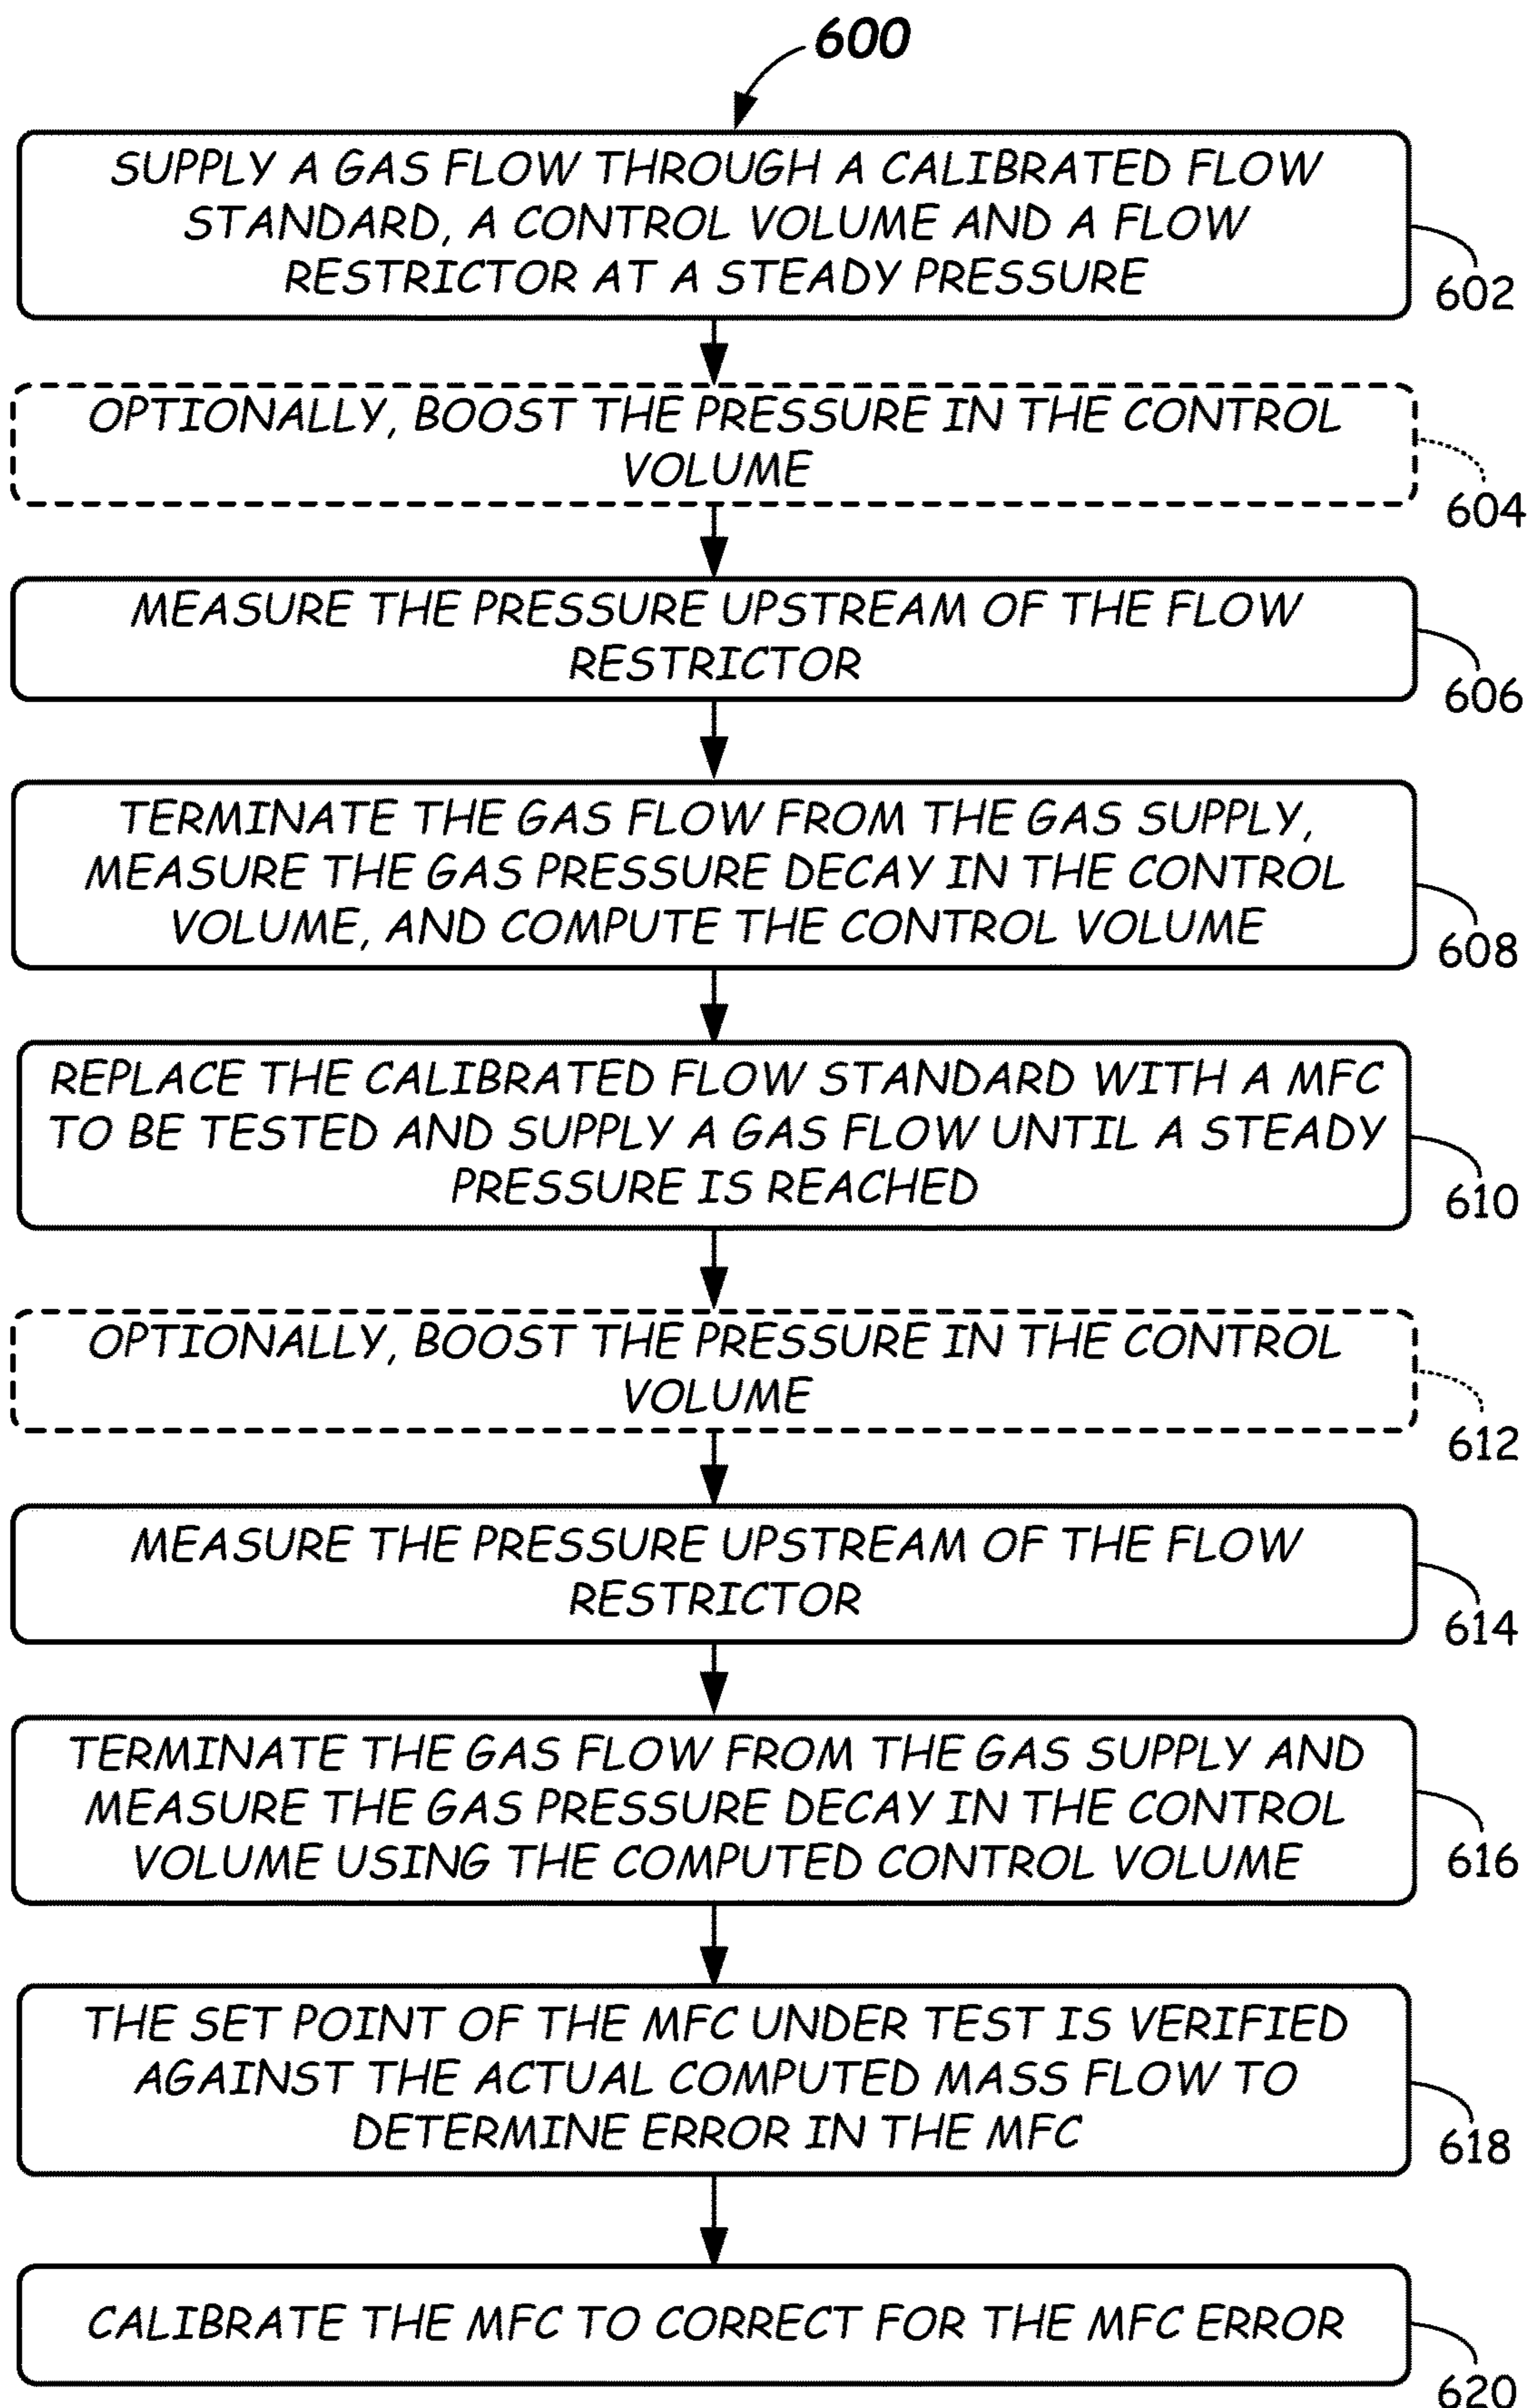 600
SUPPLY A GAS FLOW THROUGH A CALIBRATED FLOW
STANDARD, A CONTROL VOLUME AND A FLOW
RESTRICTOR AT A STEADY PRESSURE
602
OPTIONALLY, BOOST THE PRESSURE IN THE CONTROL
VOLUME
604
MEASURE THE PRESSURE UPSTREAM OF THE FLOW
RESTRICTOR
606
TERMINATE THE GAS FLOW FROM THE GAS SUPPLY,
MEASURE THE GAS PRESSURE DECAY IN THE CONTROL
VOLUME, AND COMPUTE THE CONTROL VOLUME
608
REPLACE THE CALIBRATED FLOW STANDARD WITH A MFC
TO BE TESTED AND SUPPLY A GAS FLOW UNTIL A STEADY
PRESSURE IS REACHED
610
OPTIONALLY, BOOST THE PRESSURE IN THE CONTROL
VOLUME
612
MEASURE THE PRESSURE UPSTREAM OF THE FLOW
RESTRICTOR
614
TERMINATE THE GAS FLOW FROM THE GAS SUPPLY AND
MEASURE THE GAS PRESSURE DECAY IN THE CONTROL
VOLUME USING THE COMPUTED CONTROL VOLUME
616
THE SET POINT OF THE MFC UNDER TEST IS VERIFIED
AGAINST THE ACTUAL COMPUTED MASS FLOW TO
DETERMINE ERROR IN THE MFC
618
CALIBRATE THE MFC TO CORRECT FOR THE MFC ERROR
620